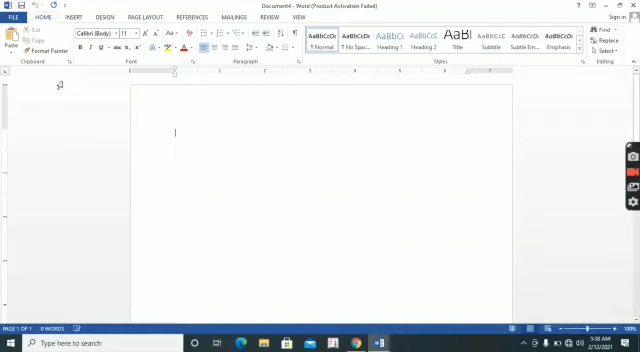 Document4 - Word (Product Activation Failed)
FILE HOME INSERT DESIGN PAGE LAYOUT REFERENCES MAILINGS REVIEW VIEW Sign in
Cut
Copy
Format Painter
Paste
Calibri (Body) 11
AaBbCcDc AaBbCcDc AaBbCc AaBbCcD AaBbCcD AaBbCcDc AaBbCcDc
¶ Normal ¶ No Spac... Heading 1 Heading 2 Title Subtitle Subtle Em... Emphasis
Find
Replace
Select
Clipboard Font Paragraph Styles Editing
PAGE 1 OF 1 0 WORDS 100%
Type here to search
5:38 AM
2/12/2021